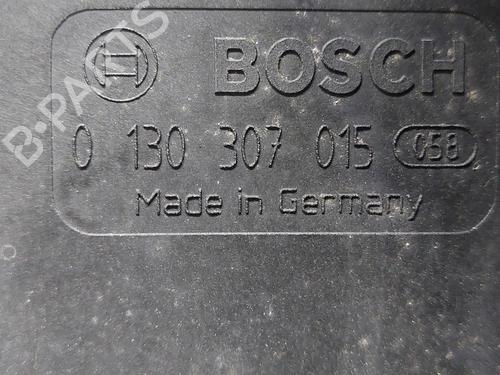 BOSCH
0 130 307 015 058
Made in Germany
B-PARTS